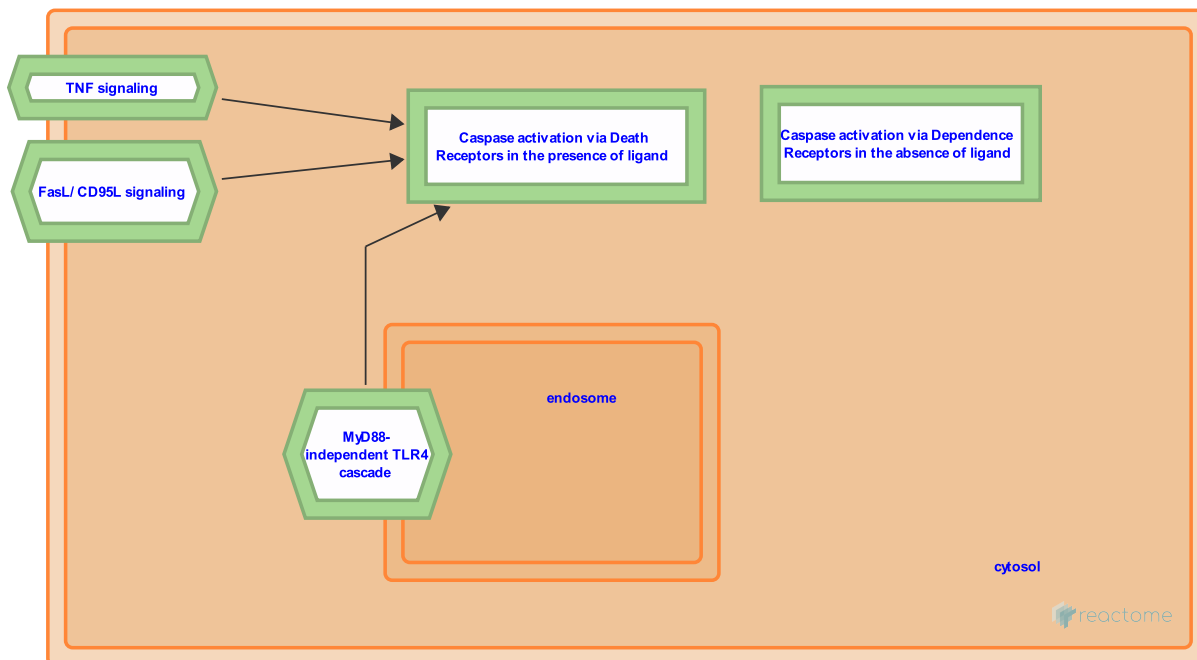 TNF signaling
FasL/ CD95L signaling
Caspase activation via Death
Receptors in the presence of ligand
Caspase activation via Dependence
Receptors in the absence of ligand
endosome
MyD88-
independent TLR4
cascade
cytosol
reactome